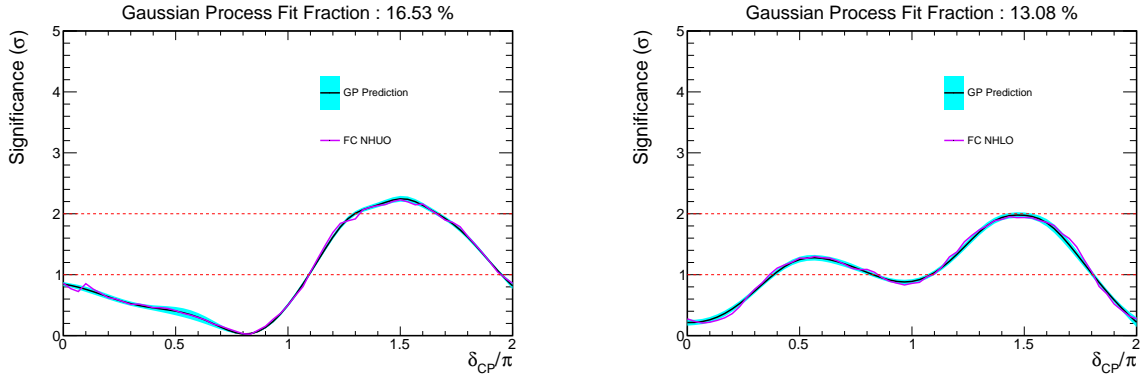 Gaussian Process Fit Fraction : 16.53 %
Significance (σ)
5
4
3
2
1
0
GP Prediction
FC NHUO
0 0.5 1 1.5 2
δCP/π
Gaussian Process Fit Fraction : 13.08 %
Significance (σ)
5
4
3
2
1
0
GP Prediction
FC NHLO
0 0.5 1 1.5 2
δCP/π